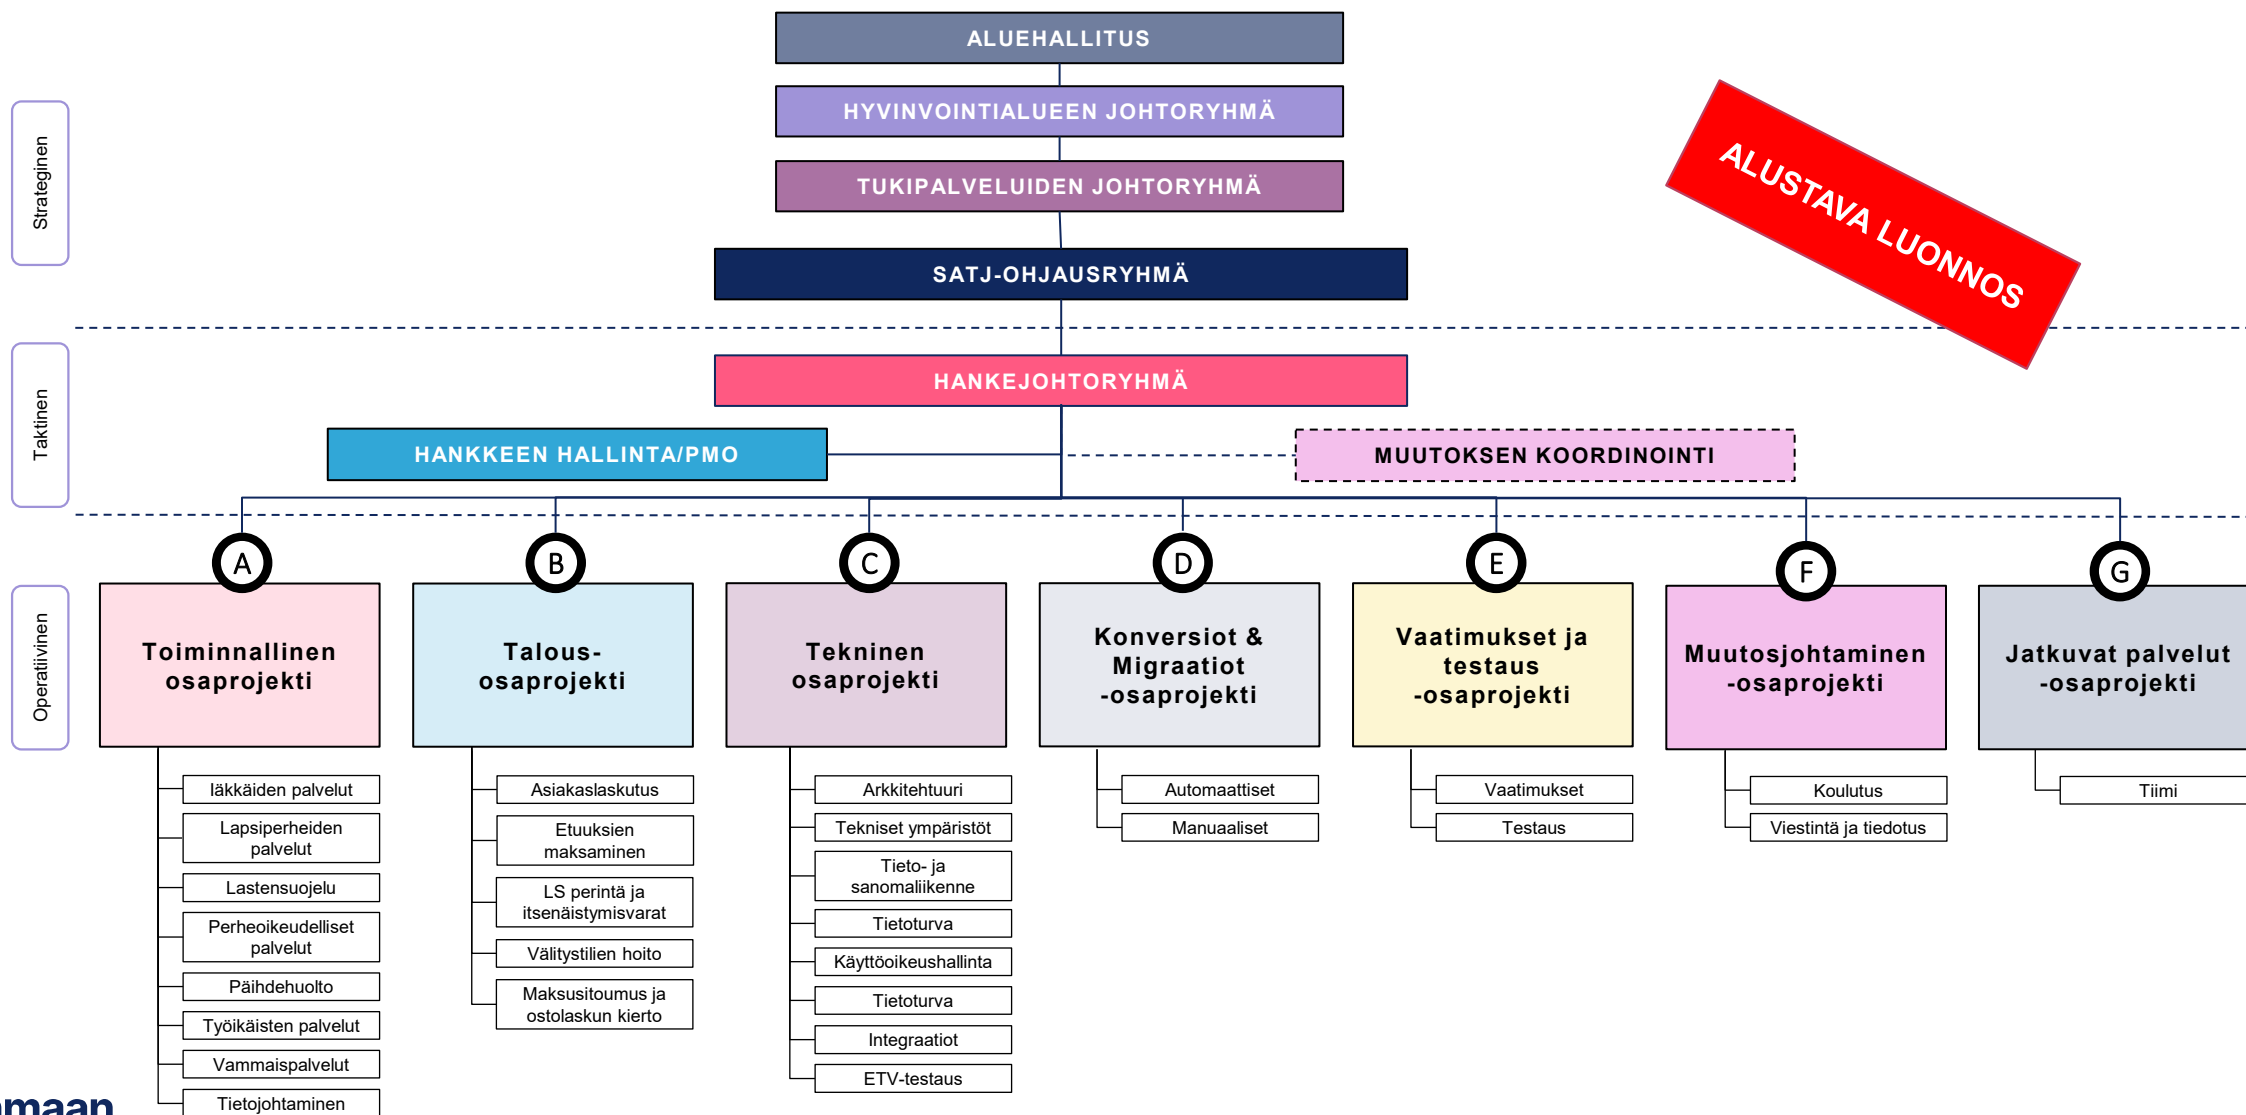 ALUEHALLITUS
HYVINVOINTIALUEEN JOHTORYHMÄ
TUKIPALVELUIDEN JOHTORYHMÄ
SATJ-OHJAUSRYHMÄ
Strateginen
ALUSTAVA LUONNOS
HANKEJOHTORYHMÄ
Taktinen
HANKKEEN HALLINTA/PMO
MUUTOKSEN KOORDINOINTI
Operatiivinen
A
Toiminnallinen
osaprojekti
Iäkkäiden palvelut
Lapsiperheiden
palvelut
Lastensuojelu
Perheoikeudelliset
palvelut
Päihdehuolto
Työikäisten palvelut
Vammaispalvelut
Tietojohtaminen
B
Talous-
osaprojekti
Asiakaslaskutus
Etuuksien
maksaminen
LS perintä ja
itsenäistymisvarat
Välitystilien hoito
Maksusitoumus ja
ostolaskun kierto
C
Tekninen
osaprojekti
Arkkitehtuuri
Tekniset ympäristöt
Tieto- ja
sanomaliikenne
Tietoturva
Käyttöoikeushallinta
Tietoturva
Integraatiot
ETV-testaus
D
Konversiot &
Migraatiot
-osaprojekti
Automaattiset
Manuaaliset
E
Vaatimukset ja
testaus
-osaprojekti
Vaatimukset
Testaus
F
Muutosjohtaminen
-osaprojekti
Koulutus
Viestintä ja tiedotus
G
Jatkuvat palvelut
-osaprojekti
Tiimi